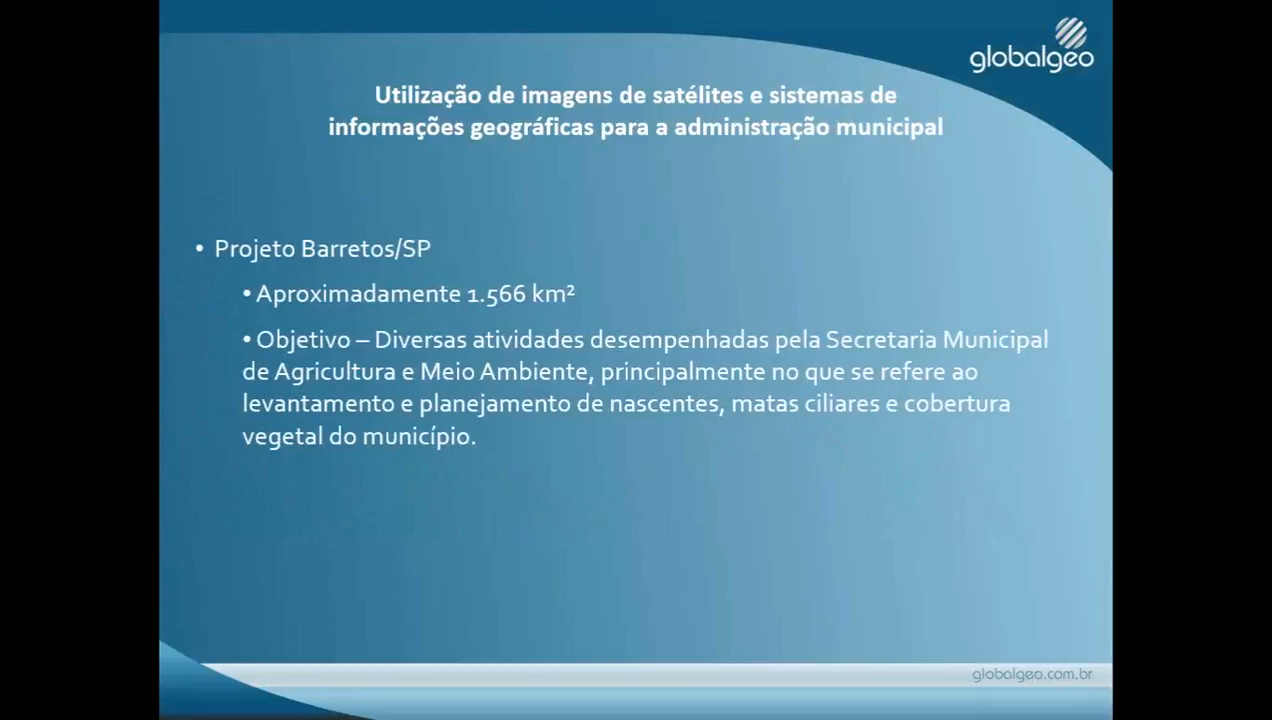 globalgeo
Utilização de imagens de satélites e sistemas de
informações geográficas para a administração municipal
• Projeto Barretos/SP
• Aproximadamente 1.566 km²
• Objetivo – Diversas atividades desempenhadas pela Secretaria Municipal
de Agricultura e Meio Ambiente, principalmente no que se refere ao
levantamento e planejamento de nascentes, matas ciliares e cobertura
vegetal do município.
globalgeo.com.br